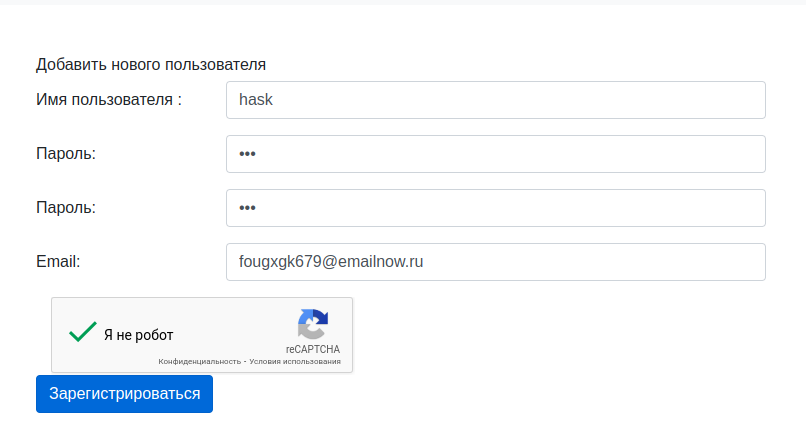 Добавить нового пользователя
Имя пользователя : hask
Пароль: •••
Пароль: •••
Email: fougxgk679@emailnow.ru
Я не робот
reCAPTCHA
Конфиденциальность - Условия использования
Зарегистрироваться